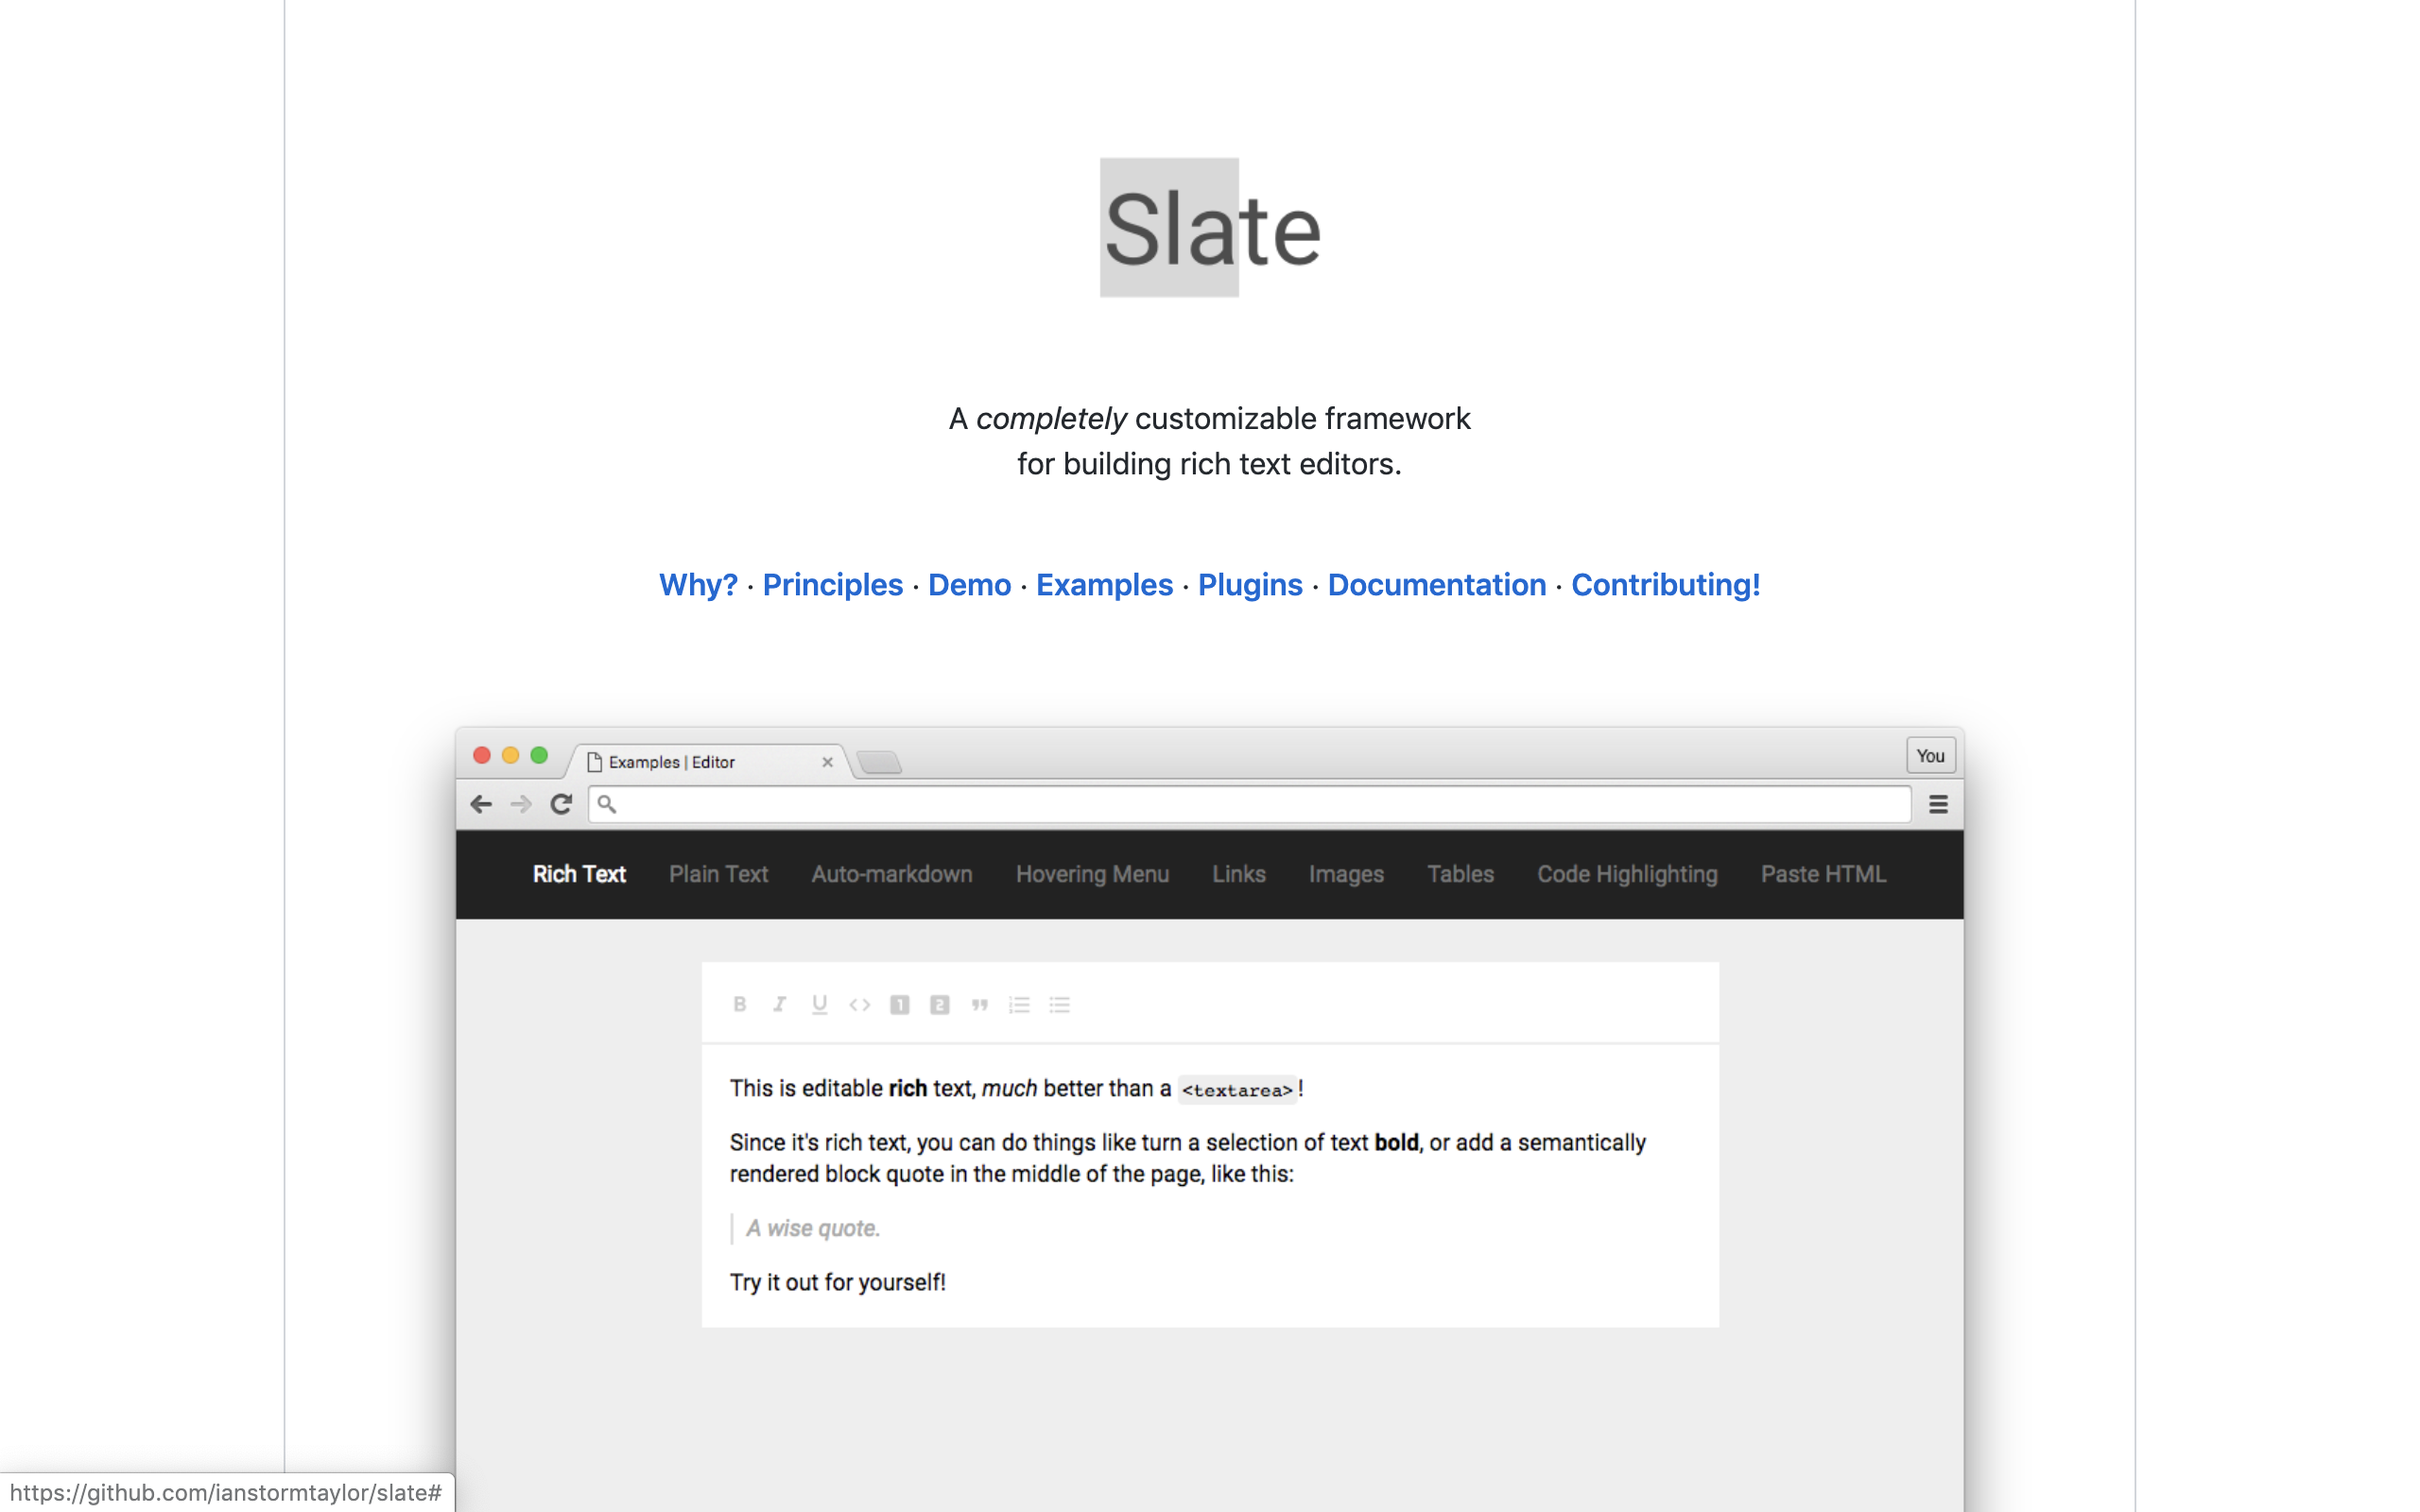 Slate
A completely customizable framework
for building rich text editors.
Why? · Principles · Demo · Examples · Plugins · Documentation · Contributing!
Examples | Editor
You
Rich Text Plain Text Auto-markdown Hovering Menu Links Images Tables Code Highlighting Paste HTML
B I U <> 1 2 "
This is editable rich text, much better than a <textarea>!
Since it's rich text, you can do things like turn a selection of text bold, or add a semantically
rendered block quote in the middle of the page, like this:
A wise quote.
Try it out for yourself!
https://github.com/ianstormtaylor/slate#